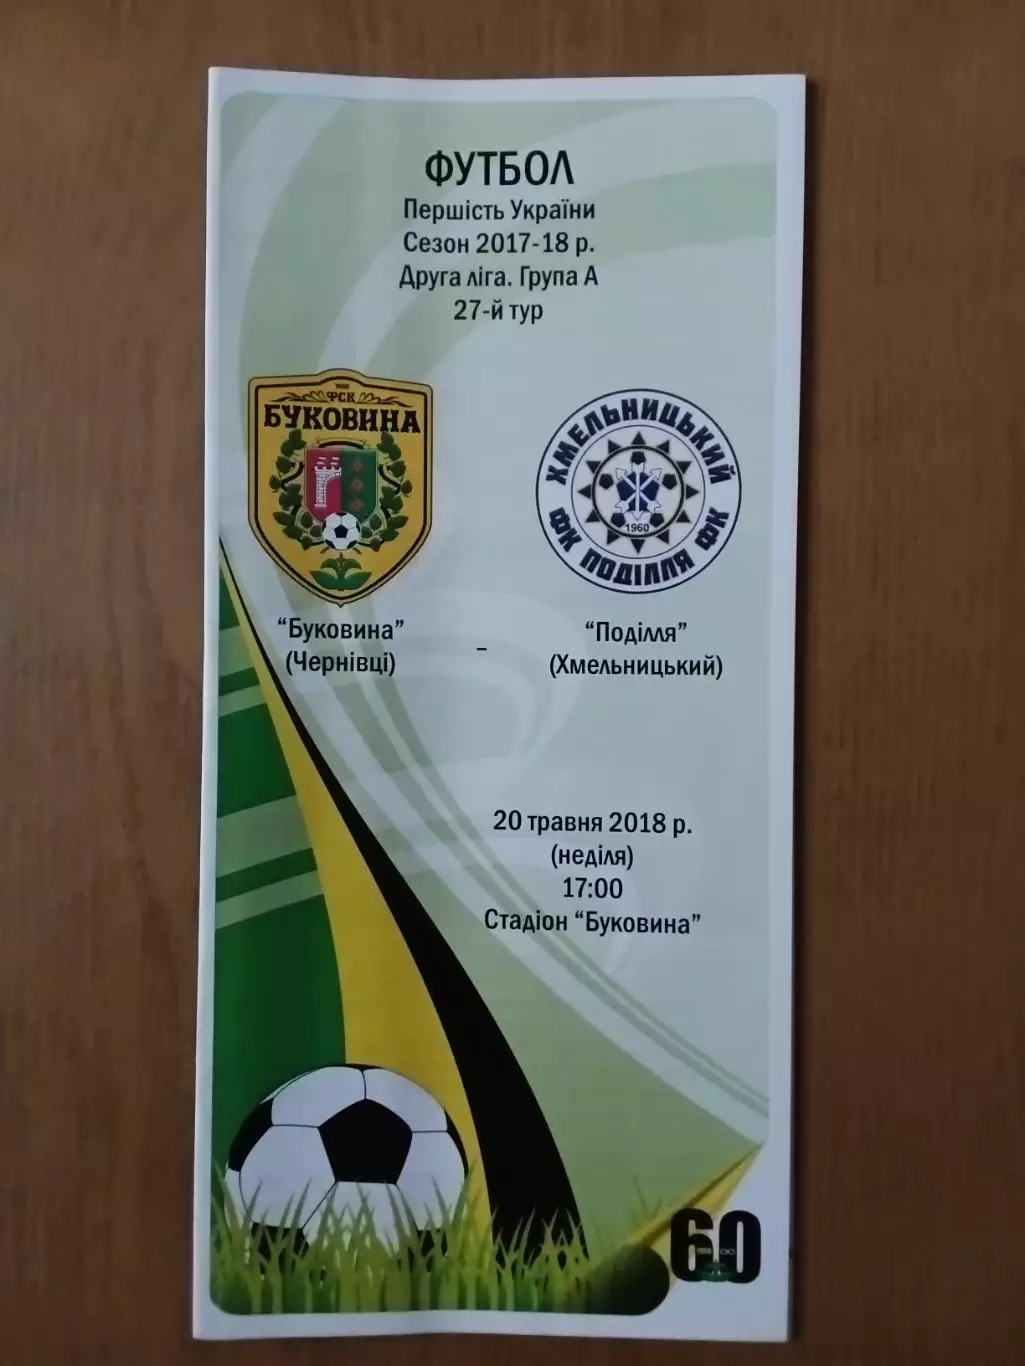 ФУТБОЛ
Першість України
Сезон 2017-18 р.
Друга ліга. Група А
27-й тур
1958
ФСК
БУКОВИНА
ХМЕЛЬНИЦЬКИЙ
1960
ФК ПОДІЛЛЯ ФК
“Буковина” - “Поділля”
(Чернівці) (Хмельницький)
20 травня 2018 р.
(неділя)
17:00
Стадіон “Буковина”
60